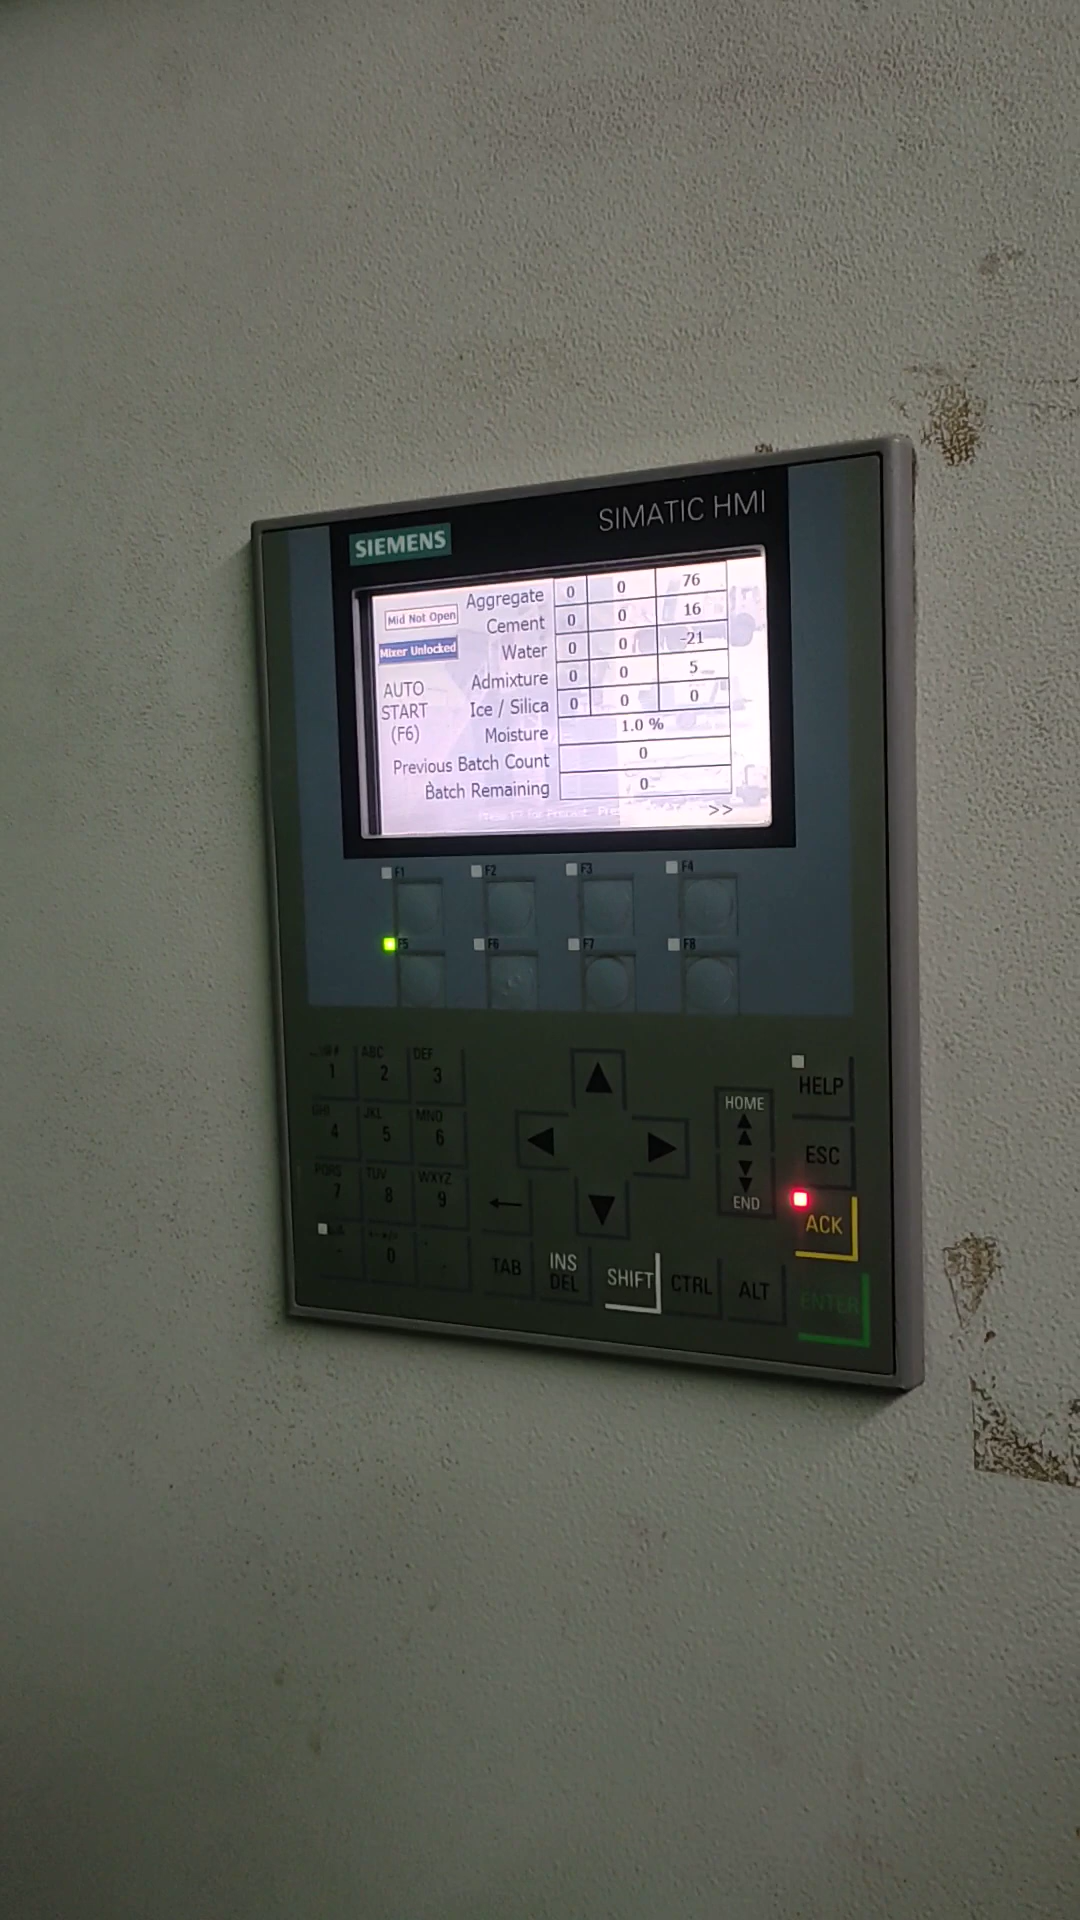 SIEMENS
SIMATIC HMI
Mid Not Open
Mixer Unlocked
AUTO
START
(F6)
Aggregate 0 0 76
Cement 0 0 16
Water 0 0 -21
Admixture 0 0 5
Ice / Silica 0 0 0
Moisture 1.0 %
Previous Batch Count 0
Batch Remaining 0
>>
F1 F2 F3 F4
F5 F6 F7 F8
ABC DEF
1 2 3
GHI JKL MNO
4 5 6
PQRS TUV WXYZ
7 8 9
0
HOME
END
HELP
ESC
ACK
TAB
INS
DEL
SHIFT
CTRL
ALT
ENTER